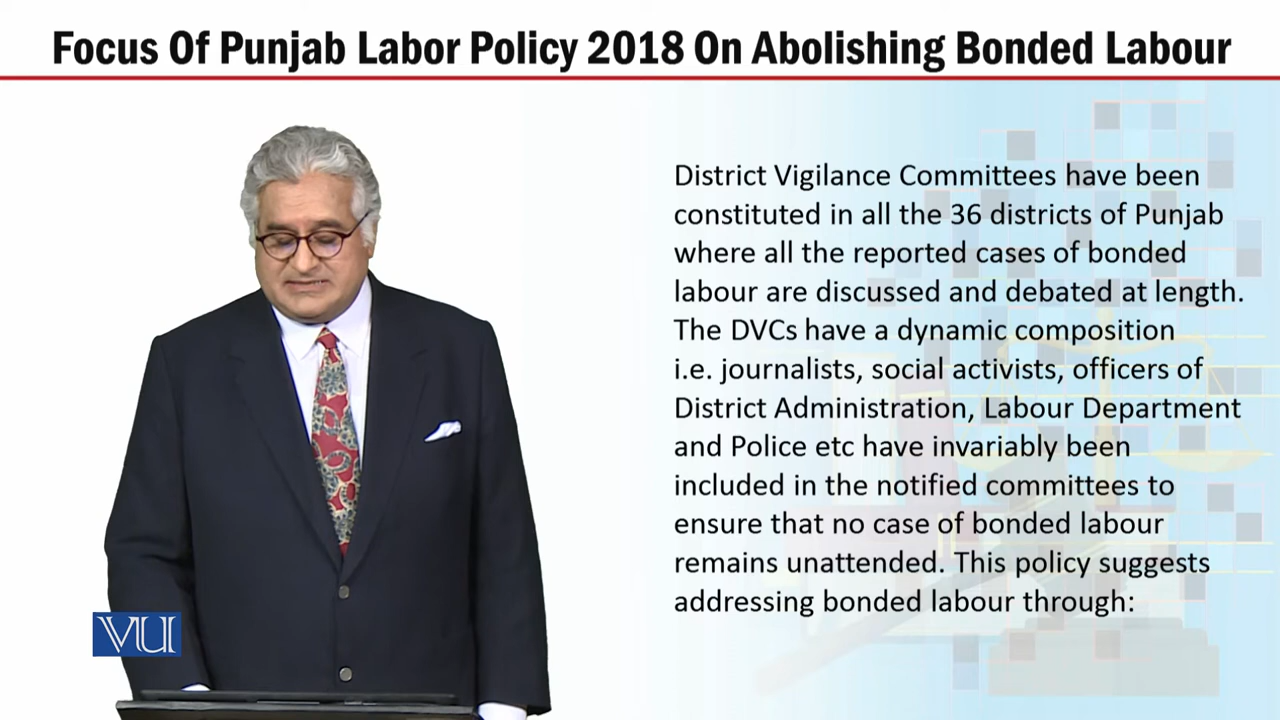 Focus Of Punjab Labor Policy 2018 On Abolishing Bonded Labour
District Vigilance Committees have been
constituted in all the 36 districts of Punjab
where all the reported cases of bonded
labour are discussed and debated at length.
The DVCs have a dynamic composition
i.e. journalists, social activists, officers of
District Administration, Labour Department
and Police etc have invariably been
included in the notified committees to
ensure that no case of bonded labour
remains unattended. This policy suggests
addressing bonded labour through:
VU